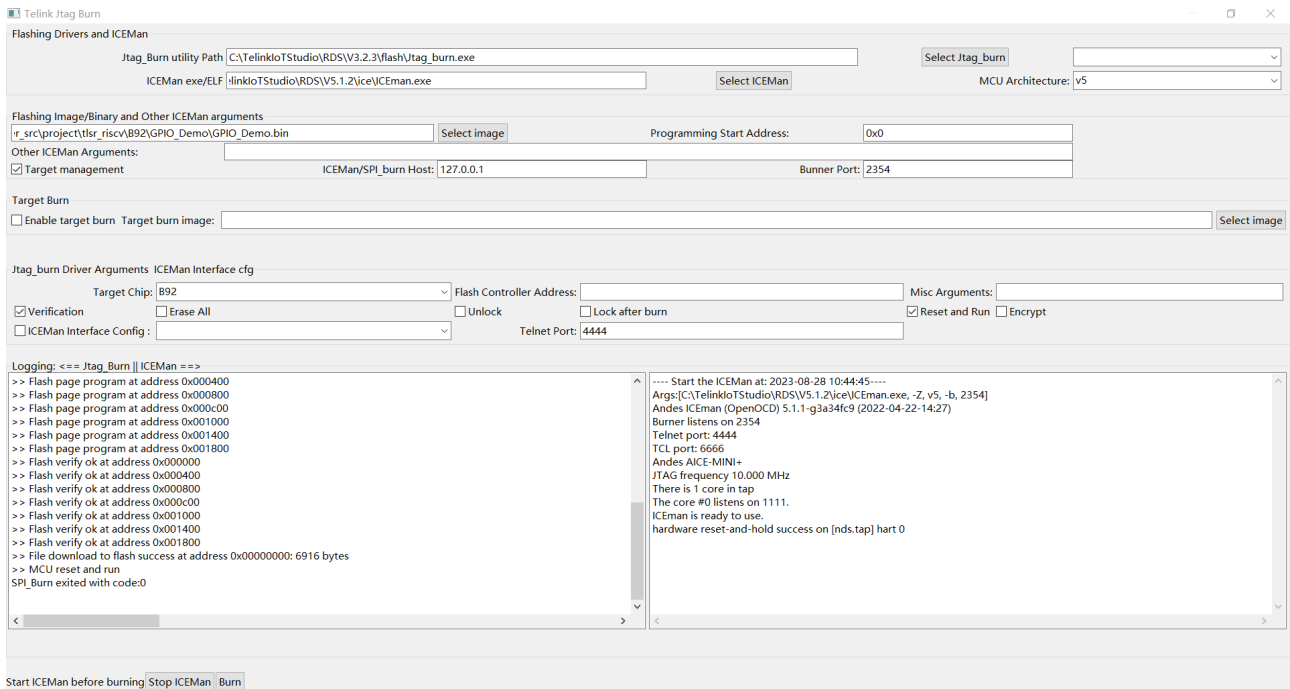 Telink Jtag Burn
Flashing Drivers and ICEMan
Jtag_Burn utility Path C:\TelinkIoTStudio\RDS\V3.2.3\flash\Jtag_burn.exe Select Jtag_burn
ICEMan exe/ELF elinkIoTStudio\RDS\V5.1.2\ice\ICEman.exe Select ICEMan MCU Architecture: v5
Flashing Image/Binary and Other ICEMan arguments
er_src\project\tlsr_riscv\B92\GPIO_Demo\GPIO_Demo.bin Select image Programming Start Address: 0x0
Other ICEMan Arguments:
Target management ICEMan/SPI_burn Host: 127.0.0.1 Bunner Port: 2354
Target Burn
Enable target burn Target burn image: Select image
Jtag_burn Driver Arguments ICEMan Interface cfg
Target Chip: B92 Flash Controller Address: Misc Arguments:
Verification Erase All Unlock Lock after burn Reset and Run Encrypt
ICEMan Interface Config : Telnet Port: 4444
Logging: <== Jtag_Burn || ICEMan ==>
>> Flash page program at address 0x000400
>> Flash page program at address 0x000800
>> Flash page program at address 0x000c00
>> Flash page program at address 0x001000
>> Flash page program at address 0x001400
>> Flash page program at address 0x001800
>> Flash verify ok at address 0x000000
>> Flash verify ok at address 0x000400
>> Flash verify ok at address 0x000800
>> Flash verify ok at address 0x000c00
>> Flash verify ok at address 0x001000
>> Flash verify ok at address 0x001400
>> Flash verify ok at address 0x001800
>> File download to flash success at address 0x00000000: 6916 bytes
>> MCU reset and run
SPI_Burn exited with code:0
---- Start the ICEMan at: 2023-08-28 10:44:45----
Args:[C:\TelinkIoTStudio\RDS\V5.1.2\ice\ICEman.exe, -Z, v5, -b, 2354]
Andes ICEman (OpenOCD) 5.1.1-g3a34fc9 (2022-04-22-14:27)
Burner listens on 2354
Telnet port: 4444
TCL port: 6666
Andes AICE-MINI+
JTAG frequency 10.000 MHz
There is 1 core in tap
The core #0 listens on 1111.
ICEman is ready to use.
hardware reset-and-hold success on [nds.tap] hart 0
Start ICEMan before burning Stop ICEMan Burn